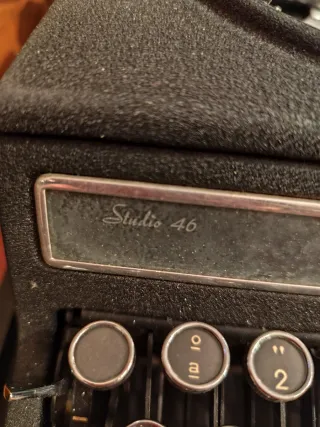 Studio 46
º "
ª 2